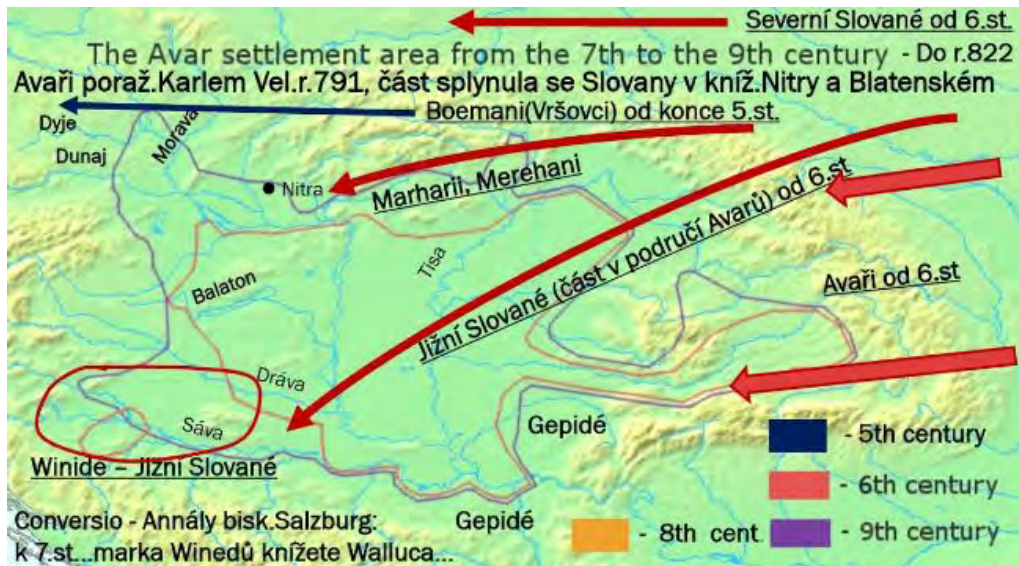 Severní Slované od 6.st.
The Avar settlement area from the 7th to the 9th century - Do r.822
Avaři poraž.Karlem Vel.r.791, část splynula se Slovany v kníž.Nitry a Blatenském
Boemani(Vršovci) od konce 5.st.
Dyje
Dunaj
Morava
Nitra
Marharii, Merehani
Jižní Slované (část v područí Avarů) od 6.st
Tisa
Avaři od 6.st
Balaton
Dráva
Sáva
Gepidé
Winide – Jižní Slované
- 5th century
- 6th century
Conversio - Annály bisk.Salzburg:
k 7.st...marka Winedů knížete Walluca...
Gepidé
- 8th cent
- 9th century